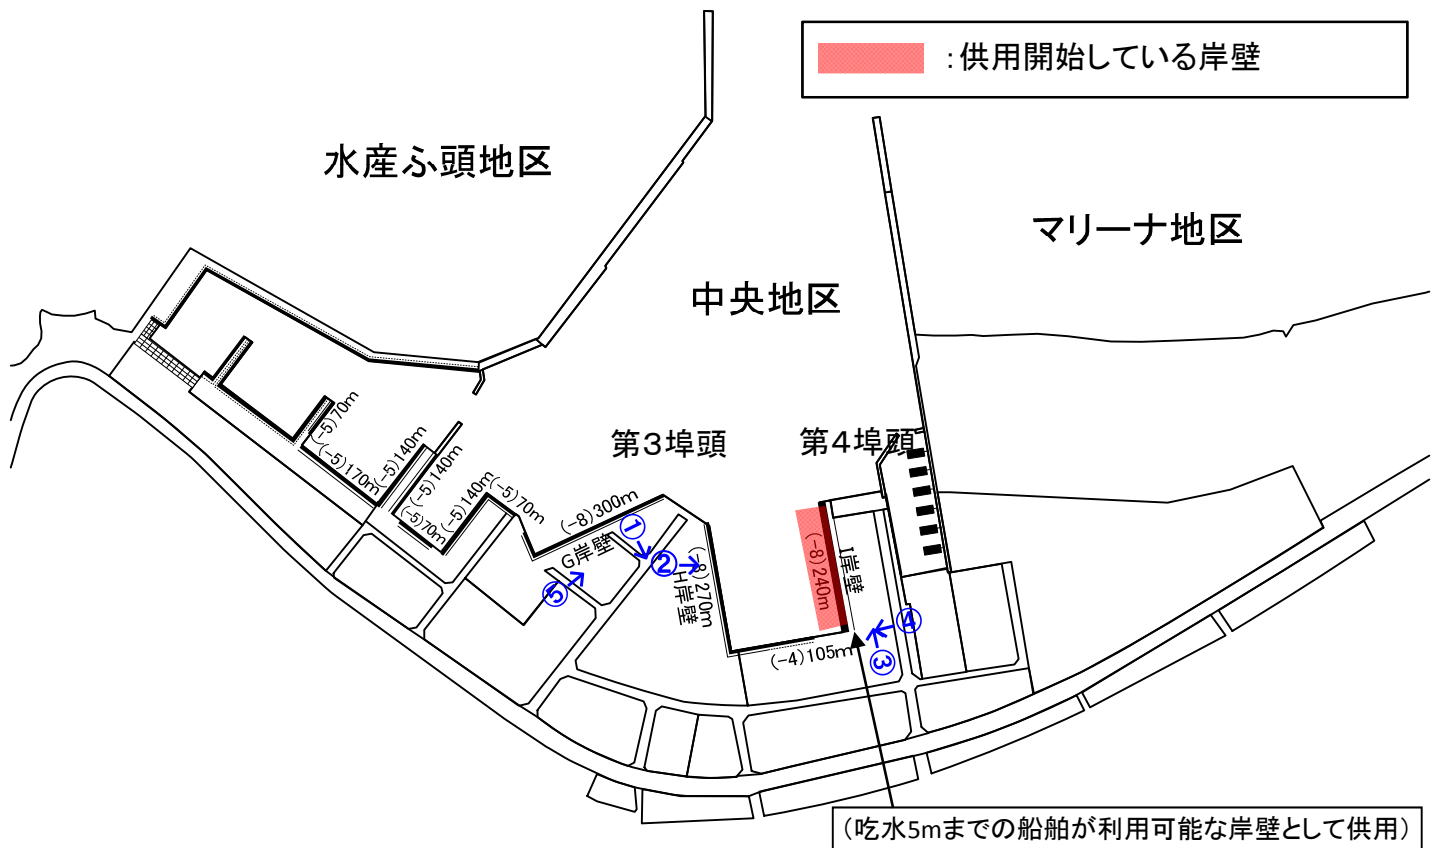 ：供用開始している岸壁
水産ふ頭地区
マリーナ地区
中央地区
第3埠頭
第4埠頭
(-5)70m
(-5)170m
(-5)140m
(-5)140m
(-5)70m
(-5)140m
(-5)70m
(-8)300m
G岸壁
①
②
⑤
(-8)270m
H岸壁
(-8)240m
I岸壁
④
③
(-4)105m
（吃水5mまでの船舶が利用可能な岸壁として供用）